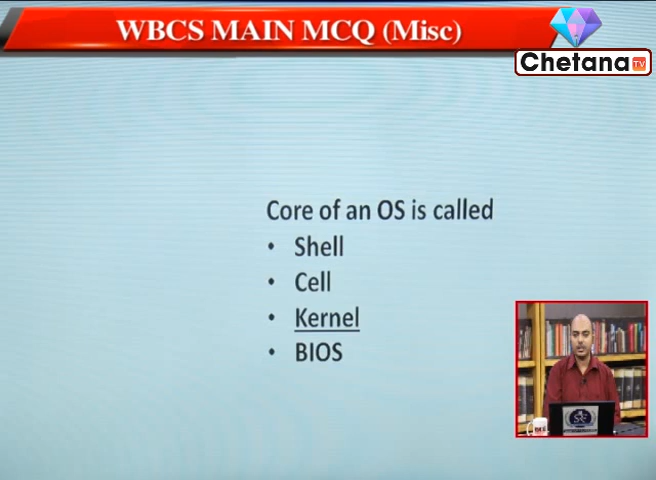 WBCS MAIN MCQ (Misc)
Chetana TV
Core of an OS is called
• Shell
• Cell
• Kernel
• BIOS